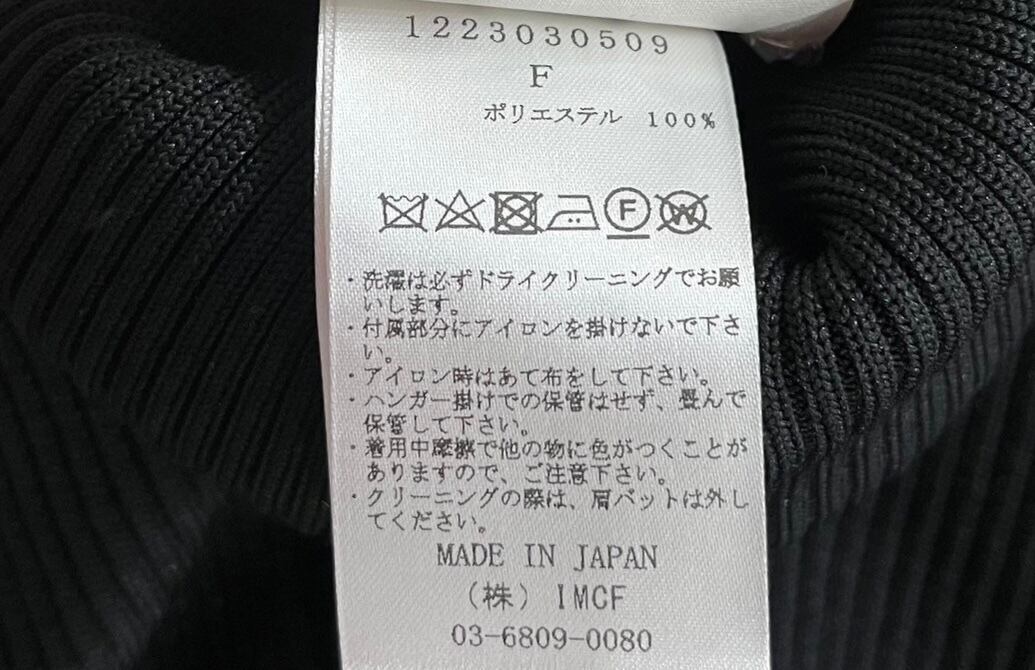 1223030509
F
ポリエステル 100%
F W
・洗濯は必ずドライクリーニングでお願
いします。
・付属部分にアイロンを掛けないで下さ
い。
・アイロン時はあて布をして下さい。
・ハンガー掛けでの保管はせず、畳んで
保管して下さい。
・着用中摩擦で他の物に色がつくことが
ありますので、ご注意下さい。
・クリーニングの際は、肩パットは外し
てください。
MADE IN JAPAN
(株) IMCF
03-6809-0080